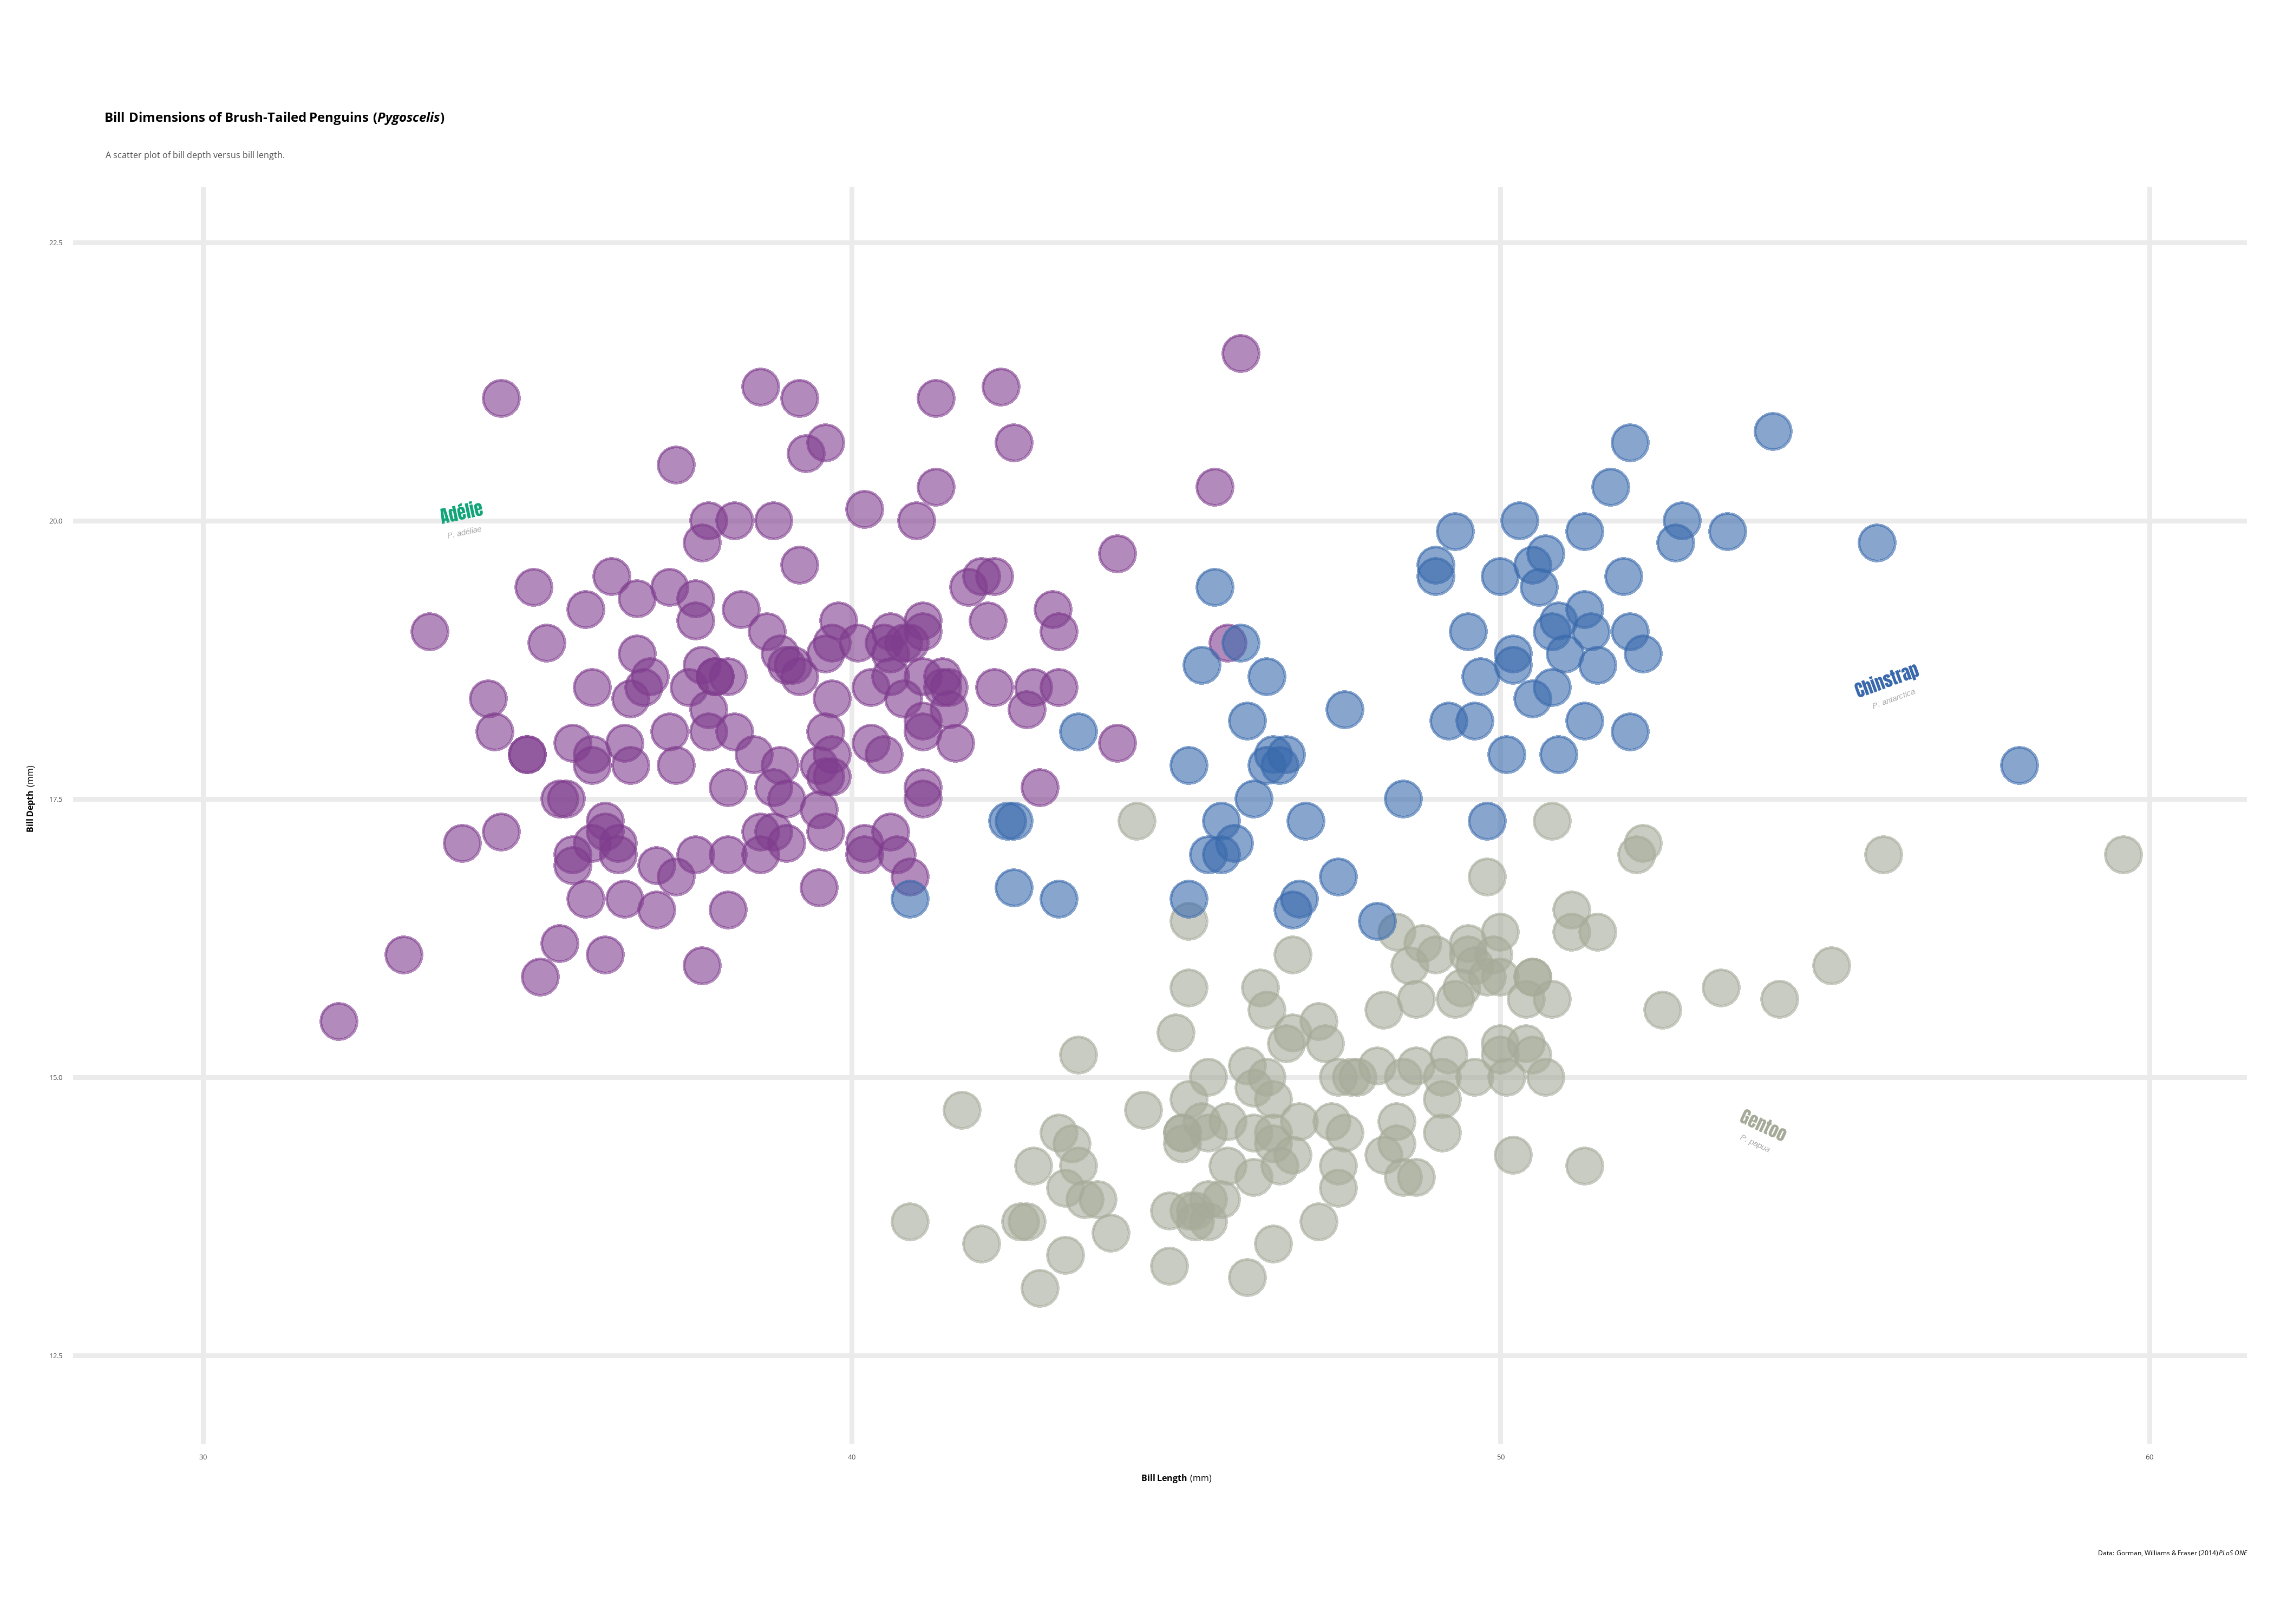 Bill Dimensions of Brush-Tailed Penguins (Pygoscelis)
A scatter plot of bill depth versus bill length.
22.5
20.0
17.5
15.0
12.5
Bill Depth (mm)
Adélie
P. adéliae
Chinstrap
P. antarctica
Gentoo
P. papua
30 40 50 60
Bill Length (mm)
Data: Gorman, Williams & Fraser (2014) PLoS ONE